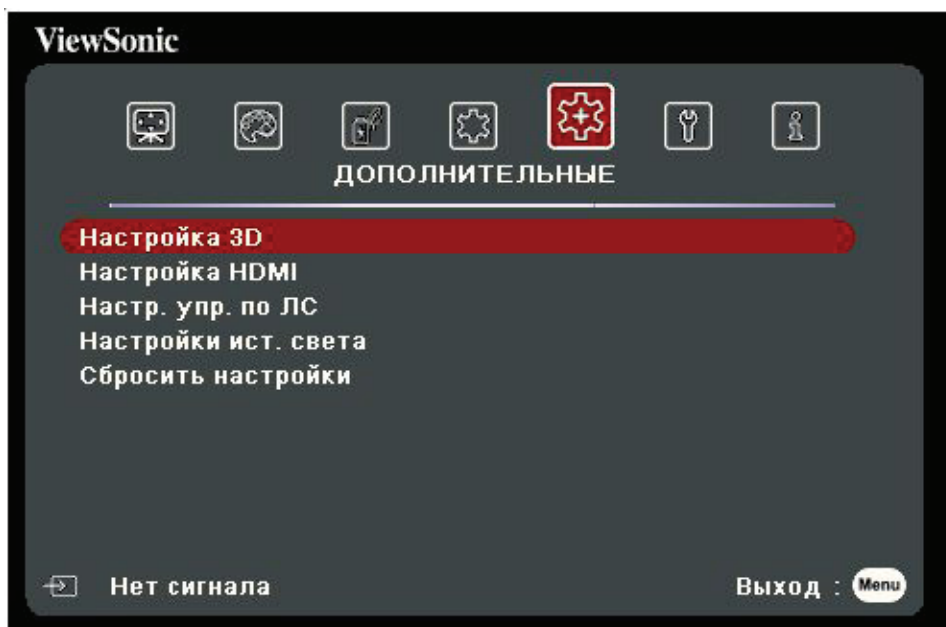 ViewSonic
ДОПОЛНИТЕЛЬНЫЕ
Настройка 3D
Настройка HDMI
Настр. упр. по ЛС
Настройки ист. света
Сбросить настройки
Нет сигнала
Выход : Menu